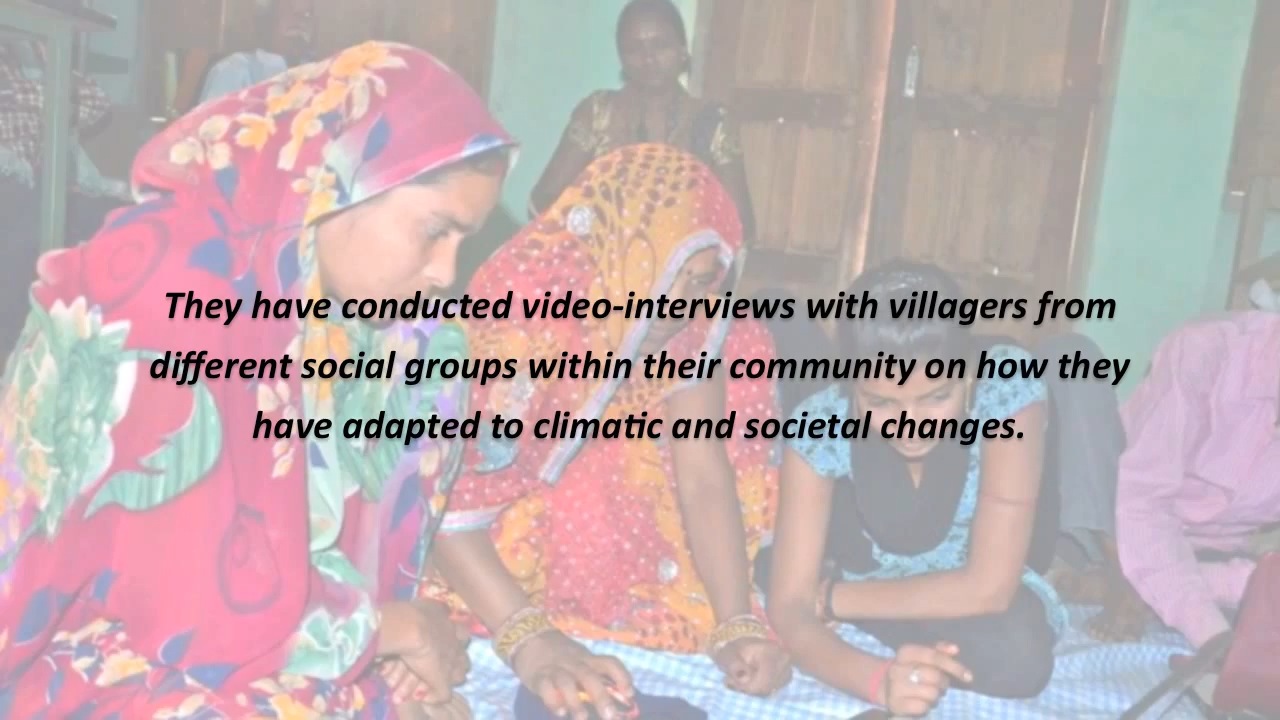 They have conducted video-interviews with villagers from
different social groups within their community on how they
have adapted to climatic and societal changes.